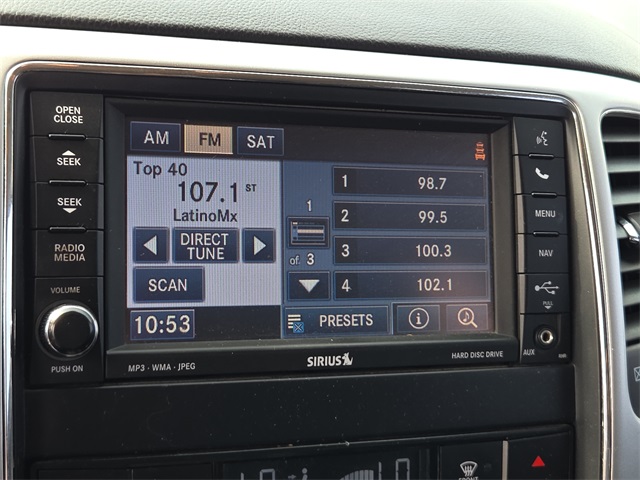 OPEN
CLOSE
SEEK
SEEK
RADIO
MEDIA
VOLUME
PUSH ON
AM FM SAT
Top 40
107.1 ST
LatinoMx
DIRECT
TUNE
SCAN
10:53
1
of. 3
1 98.7
2 99.5
3 100.3
4 102.1
PRESETS
i
MENU
NAV
PULL
AUX
MP3 · WMA · JPEG
SIRIUS
HARD DISC DRIVE
FRONT